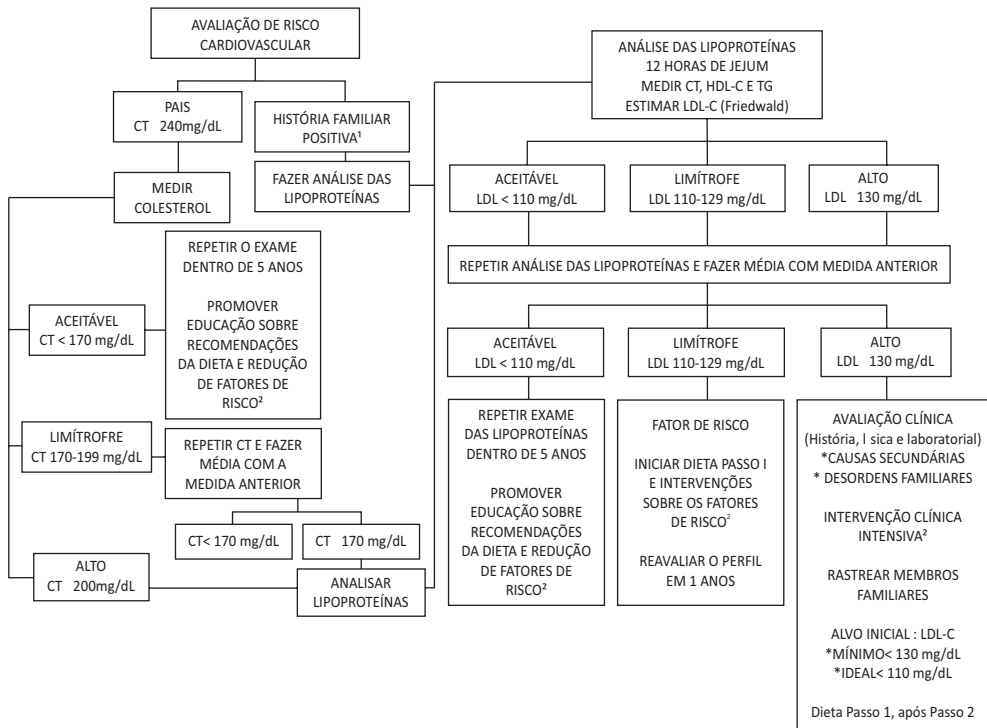 AVALIAÇÃO DE RISCO
CARDIOVASCULAR
PAIS
CT 240mg/dL
HISTÓRIA FAMILIAR
POSITIVA¹
MEDIR
COLESTEROL
FAZER ANÁLISE DAS
LIPOPROTEÍNAS
ACEITÁVEL
CT < 170 mg/dL
REPETIR O EXAME
DENTRO DE 5 ANOS
PROMOVER
EDUCAÇÃO SOBRE
RECOMENDAÇÕES
DA DIETA E REDUÇÃO
DE FATORES DE
RISCO²
LIMÍTROFRE
CT 170-199 mg/dL
REPETIR CT E FAZER
MÉDIA COM A
MEDIDA ANTERIOR
CT< 170 mg/dL
CT 170 mg/dL
ALTO
CT 200mg/dL
ANALISAR
LIPOPROTEÍNAS
ANÁLISE DAS LIPOPROTEÍNAS
12 HORAS DE JEJUM
MEDIR CT, HDL-C E TG
ESTIMAR LDL-C (Friedwald)
ACEITÁVEL
LDL < 110 mg/dL
LIMÍTROFE
LDL 110-129 mg/dL
ALTO
LDL 130 mg/dL
REPETIR ANÁLISE DAS LIPOPROTEÍNAS E FAZER MÉDIA COM MEDIDA ANTERIOR
ACEITÁVEL
LDL < 110 mg/dL
LIMÍTROFE
LDL 110-129 mg/dL
ALTO
LDL 130 mg/dL
REPETIR EXAME
DAS LIPOPROTEÍNAS
DENTRO DE 5 ANOS
PROMOVER
EDUCAÇÃO SOBRE
RECOMENDAÇÕES
DA DIETA E REDUÇÃO
DE FATORES DE
RISCO²
FATOR DE RISCO
INICIAR DIETA PASSO I
E INTERVENÇÕES
SOBRE OS FATORES
DE RISCO²
REAVALIAR O PERFIL
EM 1 ANOS
AVALIAÇÃO CLÍNICA
(História, l sica e laboratorial)
*CAUSAS SECUNDÁRIAS
* DESORDENS FAMILIARES
INTERVENÇÃO CLÍNICA
INTENSIVA²
RASTREAR MEMBROS
FAMILIARES
ALVO INICIAL : LDL-C
*MÍNIMO< 130 mg/dL
*IDEAL< 110 mg/dL
Dieta Passo 1, após Passo 2